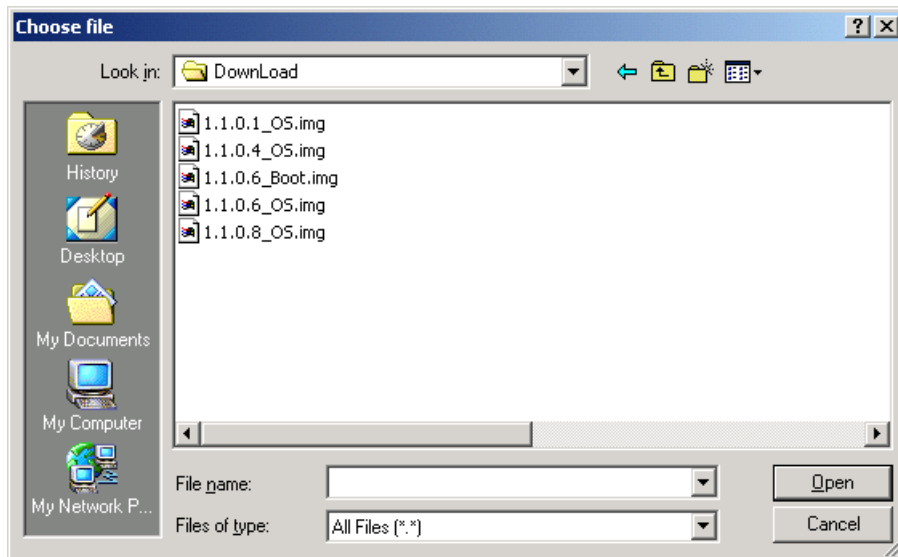 Choose file
Look in: DownLoad
History
Desktop
My Documents
My Computer
My Network P...
1.1.0.1_OS.img
1.1.0.4_OS.img
1.1.0.6_Boot.img
1.1.0.6_OS.img
1.1.0.8_OS.img
File name:
Open
Files of type: All Files (*.*)
Cancel